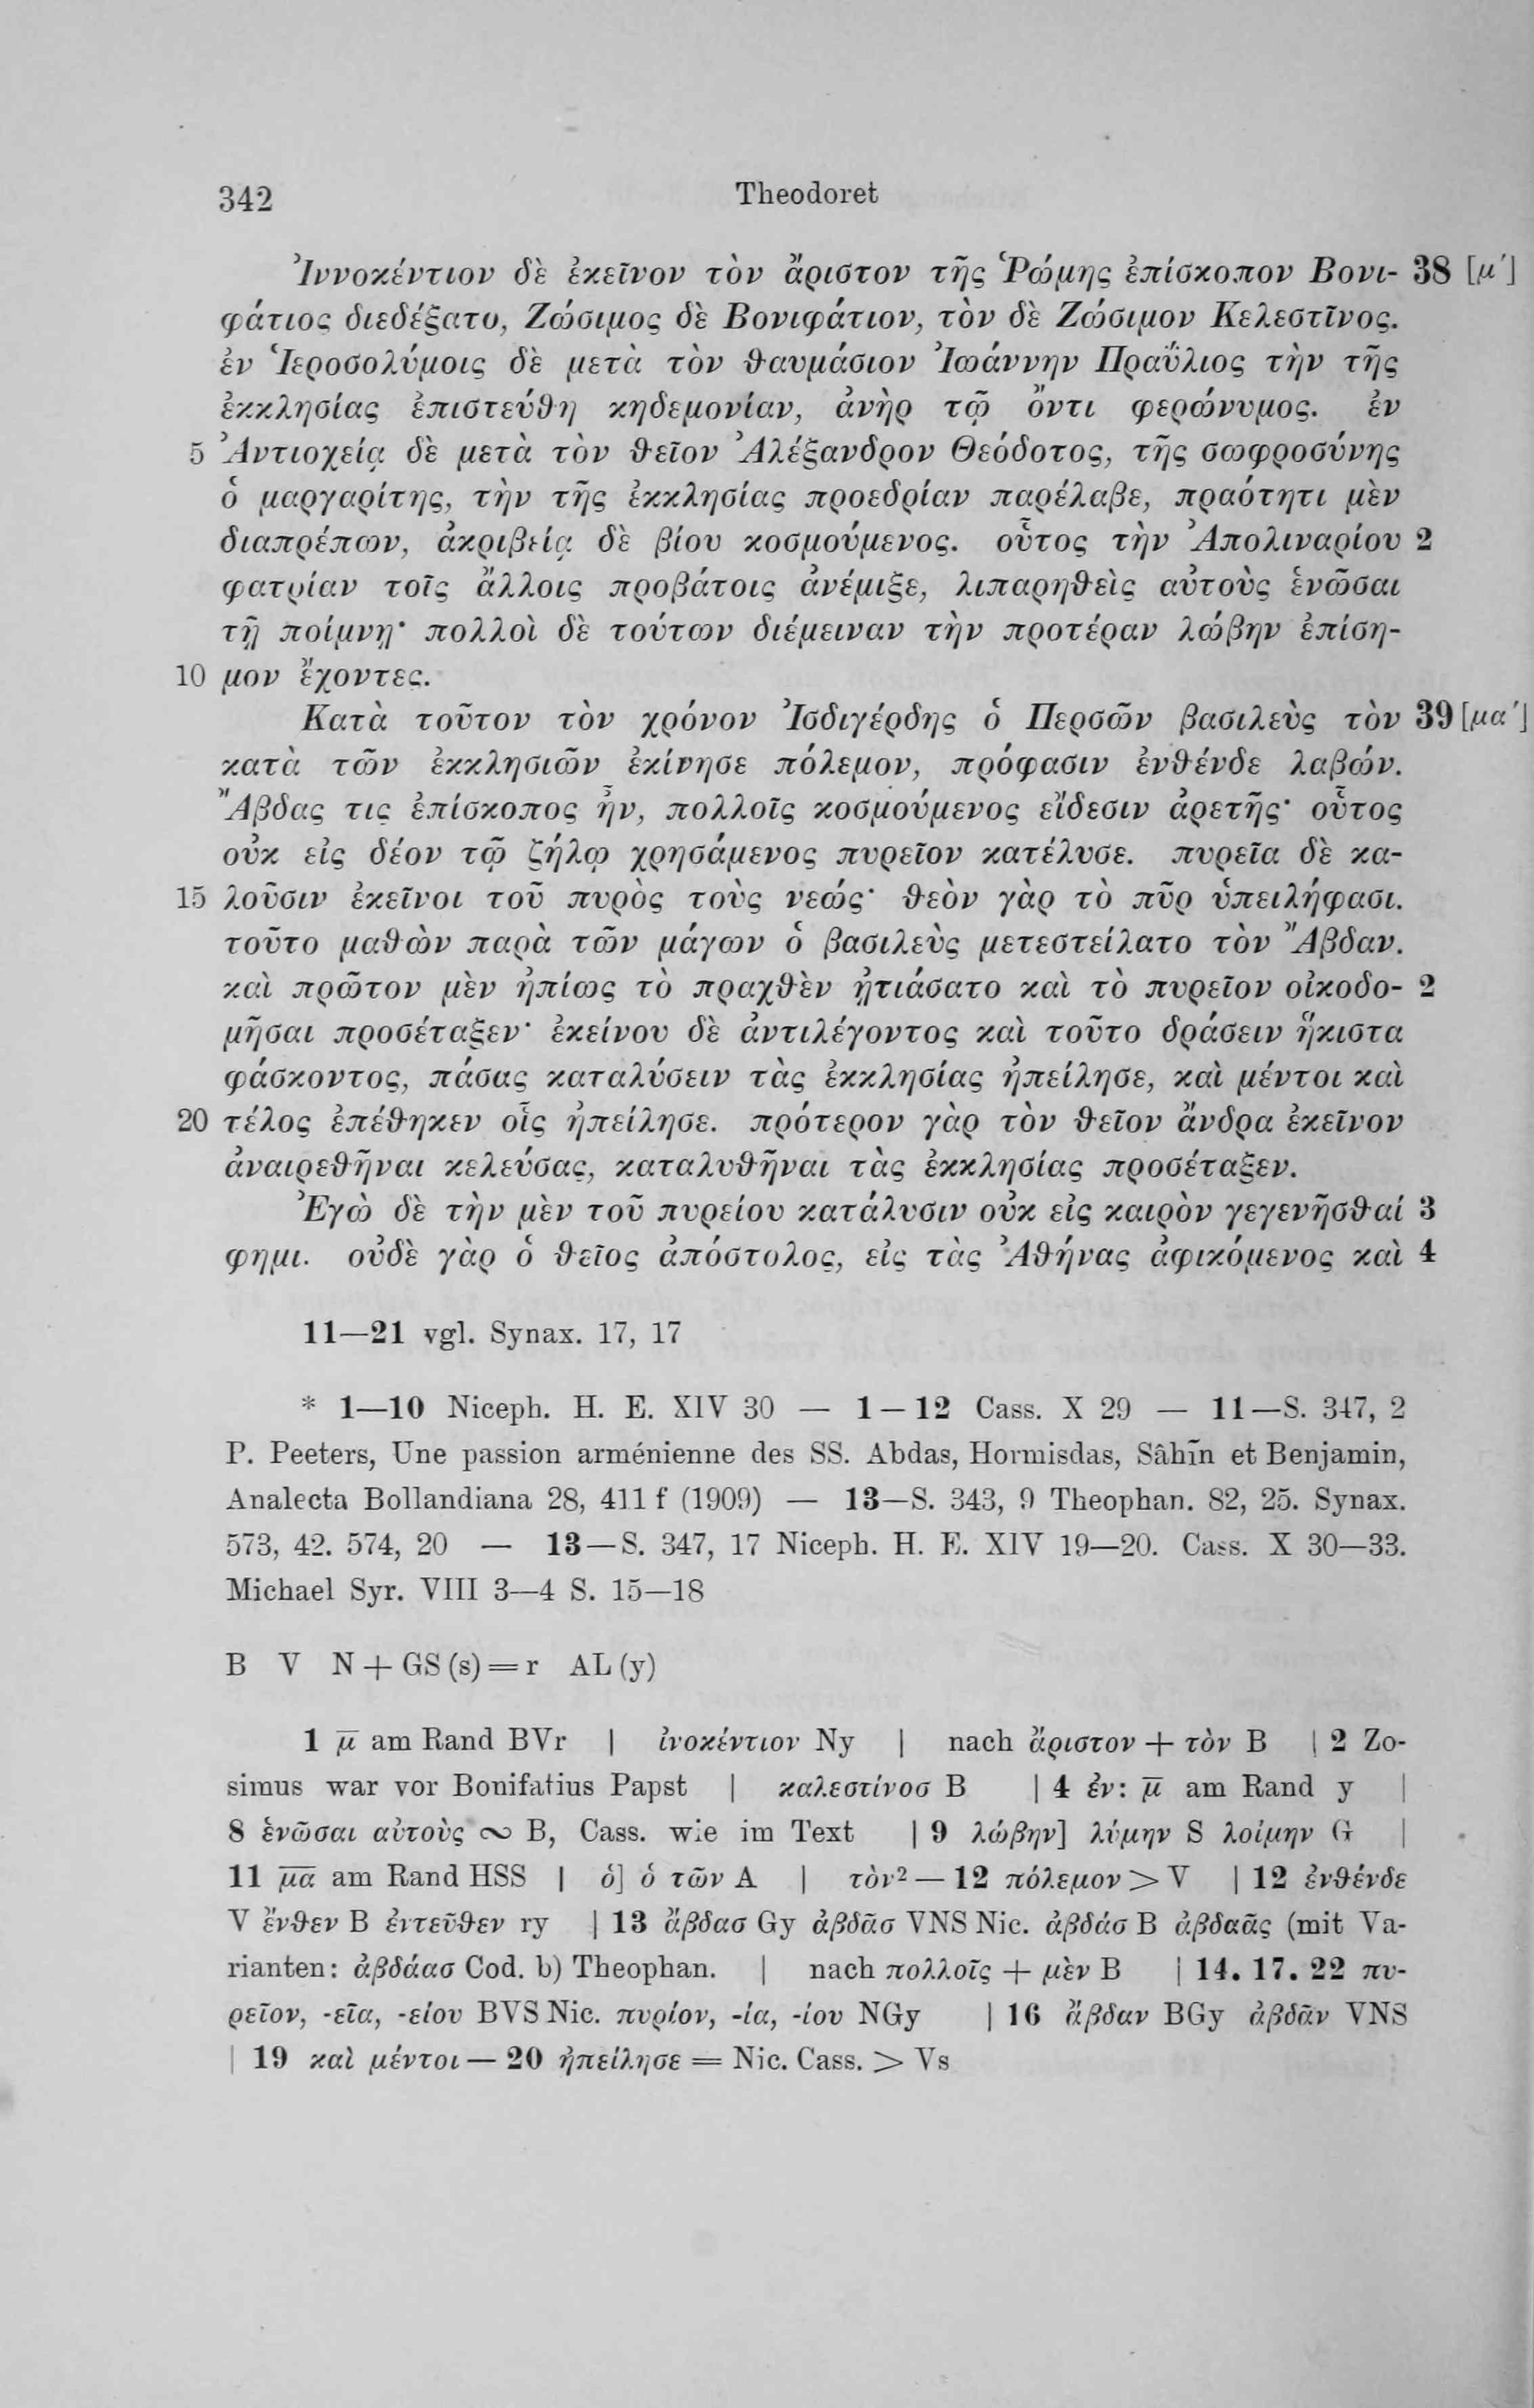 342 Theodoret
Ἰννοκέντιον δὲ ἐκεῖνον τὸν ἄριστον τῆς Ῥώμης ἐπίσκοπον Βονι- 38 [μʹ]
φάτιος διεδέξατο, Ζώσιμος δὲ Βονιφάτιον, τὸν δὲ Ζώσιμον Κελεστῖνος.
ἐν Ἱεροσολύμοις δὲ μετὰ τὸν θαυμάσιον Ἰωάννην Πραΰλιος τὴν τῆς
ἐκκλησίας ἐπιστεύθη κηδεμονίαν, ἀνὴρ τῷ ὄντι φερώνυμος. ἐν
5 Ἀντιοχείᾳ δὲ μετὰ τὸν θεῖον Ἀλέξανδρον Θεόδοτος, τῆς σωφροσύνης
ὁ μαργαρίτης, τὴν τῆς ἐκκλησίας προεδρίαν παρέλαβε, πραότητι μὲν
διαπρέπων, ἀκριβείᾳ δὲ βίου κοσμούμενος. οὗτος τὴν Ἀπολιναρίου 2
φατρίαν τοῖς ἄλλοις προβάτοις ἀνέμιξε, λιπαρηθεὶς αὐτοὺς ἑνῶσαι
τῇ ποίμνῃ· πολλοὶ δὲ τούτων διέμειναν τὴν προτέραν λώβην ἐπίση-
10 μον ἔχοντες.
Κατὰ τοῦτον τὸν χρόνον Ἰσδιγέρδης ὁ Περσῶν βασιλεὺς τὸν 39 [μαʹ]
κατὰ τῶν ἐκκλησιῶν ἐκίνησε πόλεμον, πρόφασιν ἐνθένδε λαβών.
Ἄβδας τις ἐπίσκοπος ἦν, πολλοῖς κοσμούμενος εἴδεσιν ἀρετῆς· οὗτος
οὐκ εἰς δέον τῷ ζήλῳ χρησάμενος πυρεῖον κατέλυσε. πυρεῖα δὲ κα-
15 λοῦσιν ἐκεῖνοι τοῦ πυρὸς τοὺς νεώς· θεὸν γὰρ τὸ πῦρ ὑπειλήφασι.
τοῦτο μαθὼν παρὰ τῶν μάγων ὁ βασιλεὺς μετεστείλατο τὸν Ἄβδαν.
καὶ πρῶτον μὲν ἠπίως τὸ πραχθὲν ᾐτιάσατο καὶ τὸ πυρεῖον οἰκοδο- 2
μῆσαι προσέταξεν· ἐκείνου δὲ ἀντιλέγοντος καὶ τοῦτο δράσειν ἥκιστα
φάσκοντος, πάσας καταλύσειν τὰς ἐκκλησίας ἠπείλησε, καὶ μέντοι καὶ
20 τέλος ἐπέθηκεν οἷς ἠπείλησε. πρότερον γὰρ τὸν θεῖον ἄνδρα ἐκεῖνον
ἀναιρεθῆναι κελεύσας, καταλυθῆναι τὰς ἐκκλησίας προσέταξεν.
Ἐγὼ δὲ τὴν μὲν τοῦ πυρείου κατάλυσιν οὐκ εἰς καιρὸν γεγενῆσθαί 3
φημι. οὐδὲ γὰρ ὁ θεῖος ἀπόστολος, εἰς τὰς Ἀθήνας ἀφικόμενος καὶ 4
11—21 vgl. Synax. 17, 17
* 1—10 Niceph. H. E. XIV 30 — 1—12 Cass. X 29 — 11—S. 347, 2
P. Peeters, Une passion arménienne des SS. Abdas, Hormisdas, Sâhīn et Benjamin,
Analecta Bollandiana 28, 411 f (1909) — 13—S. 343, 9 Theophan. 82, 25. Synax.
573, 42. 574, 20 — 13—S. 347, 17 Niceph. H. E. XIV 19—20. Cass. X 30—33.
Michael Syr. VIII 3—4 S. 15—18
B V N + GS (s) = r AL (y)
1 μ̅ am Rand BVr | ἰνοκέντιον Ny | nach ἄριστον + τὸν B | 2 Zo-
simus war vor Bonifatius Papst | καλεστίνοσ B | 4 ἐν: μ̅ am Rand y |
8 ἑνῶσαι αὐτοὺς ∾ B, Cass. wie im Text | 9 λώβην] λύμην S λοίμην G |
11 μ̅α̅ am Rand HSS | ὁ] ὁ τῶν A | τὸν² — 12 πόλεμον > V | 12 ἐνθένδε
V ἔνθεν B ἐντεῦθεν ry | 13 ἄβδασ Gy ἀβδᾶσ VNS Nic. ἀβδάσ B ἀβδαᾶς (mit Va-
rianten: ἀβδάασ Cod. b) Theophan. | nach πολλοῖς + μὲν B | 14. 17. 22 πυ-
ρεῖον, -εῖα, -είου BVS Nic. πυρίον, -ία, -ίου NGy | 16 ἄβδαν BGy ἀβδᾶν VNS
| 19 καὶ μέντοι — 20 ἠπείλησε = Nic. Cass. > Vs